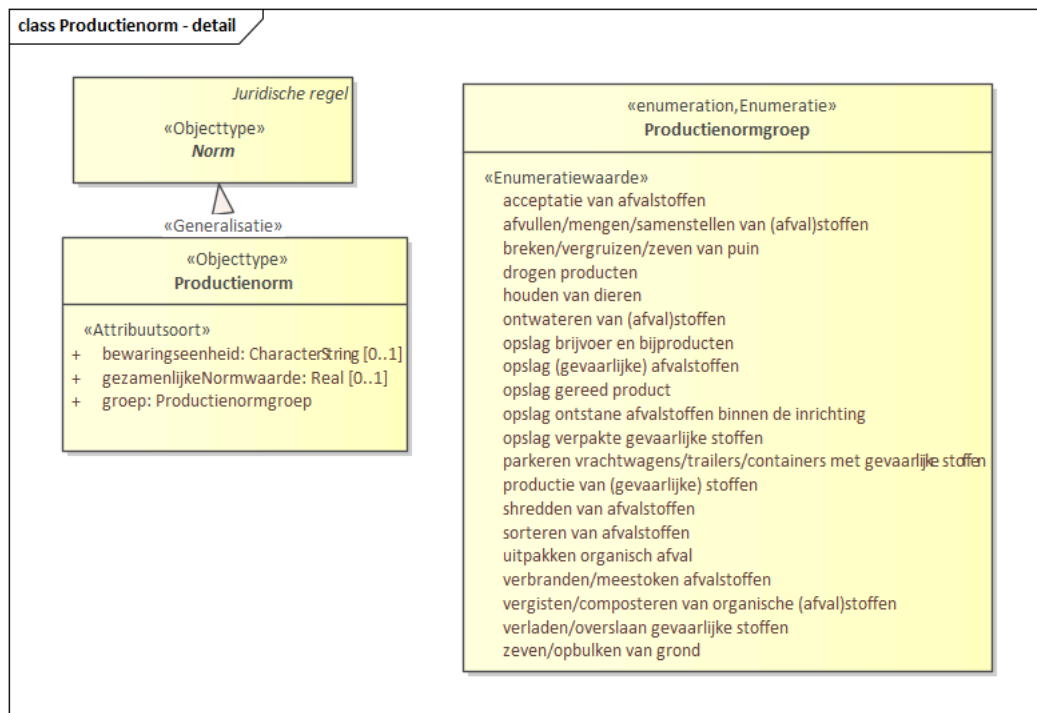 class Productienorm - detail
Juridische regel
«Objecttype»
Norm
«Generalisatie»
«Objecttype»
Productienorm
«Attribuutsoort»
+ bewaringseenheid: CharacterString [0..1]
+ gezamenlijkeNormwaarde: Real [0..1]
+ groep: Productienormgroep
«enumeration,Enumeratie»
Productienormgroep
«Enumeratiewaarde»
acceptatie van afvalstoffen
afvullen/mengen/samenstellen van (afval)stoffen
breken/vergruizen/zeven van puin
drogen producten
houden van dieren
ontwateren van (afval)stoffen
opslag brijvoer en bijproducten
opslag (gevaarlijke) afvalstoffen
opslag gereed product
opslag ontstane afvalstoffen binnen de inrichting
opslag verpakte gevaarlijke stoffen
parkeren vrachtwagens/trailers/containers met gevaarlijke stoffen
productie van (gevaarlijke) stoffen
shredden van afvalstoffen
sorteren van afvalstoffen
uitpakken organisch afval
verbranden/meestoken afvalstoffen
vergisten/composteren van organische (afval)stoffen
verladen/overslaan gevaarlijke stoffen
zeven/opbulken van grond